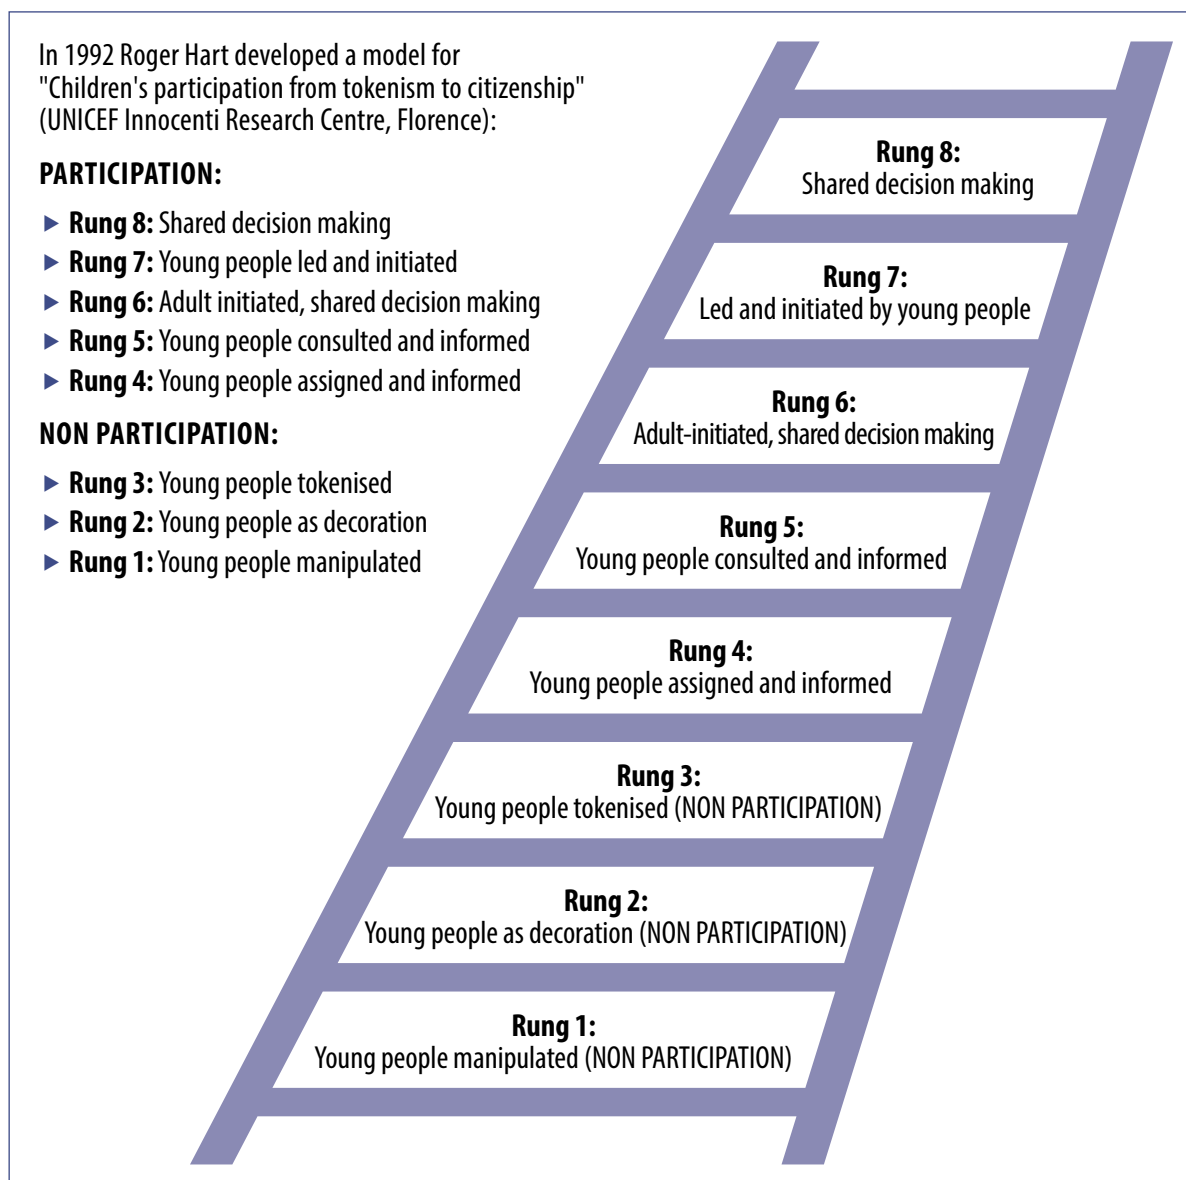 In 1992 Roger Hart developed a model for
"Children's participation from tokenism to citizenship"
(UNICEF Innocenti Research Centre, Florence):
PARTICIPATION:
▶ Rung 8: Shared decision making
▶ Rung 7: Young people led and initiated
▶ Rung 6: Adult initiated, shared decision making
▶ Rung 5: Young people consulted and informed
▶ Rung 4: Young people assigned and informed
NON PARTICIPATION:
▶ Rung 3: Young people tokenised
▶ Rung 2: Young people as decoration
▶ Rung 1: Young people manipulated
Rung 8:
Shared decision making
Rung 7:
Led and initiated by young people
Rung 6:
Adult-initiated, shared decision making
Rung 5:
Young people consulted and informed
Rung 4:
Young people assigned and informed
Rung 3:
Young people tokenised (NON PARTICIPATION)
Rung 2:
Young people as decoration (NON PARTICIPATION)
Rung 1:
Young people manipulated (NON PARTICIPATION)